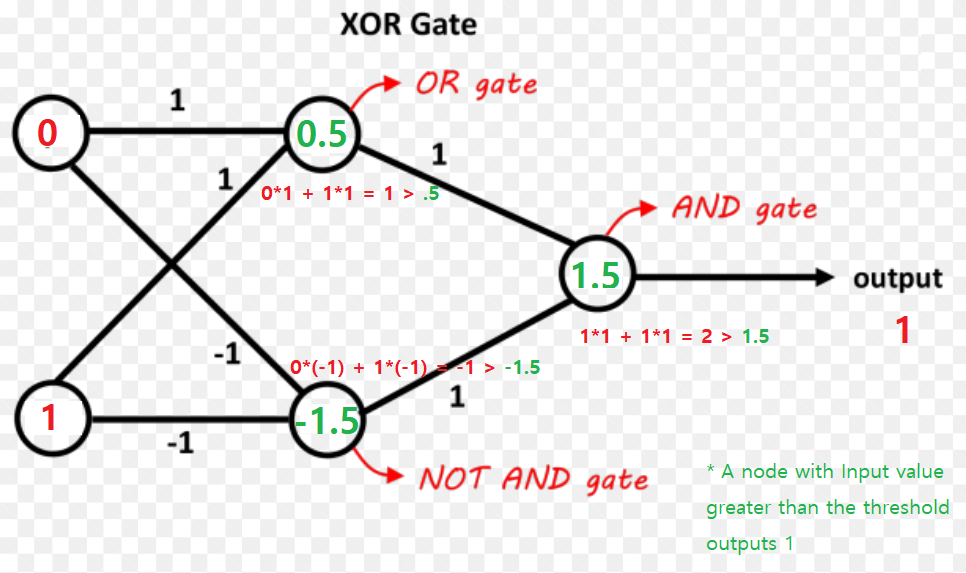 XOR Gate
OR gate
1
0
0.5
1
1
0*1 + 1*1 = 1 > .5
AND gate
1.5
output
1
1*1 + 1*1 = 2 > 1.5
-1
0*(-1) + 1*(-1) = -1 > -1.5
1
1
-1.5
-1
NOT AND gate
* A node with Input value
greater than the threshold
outputs 1